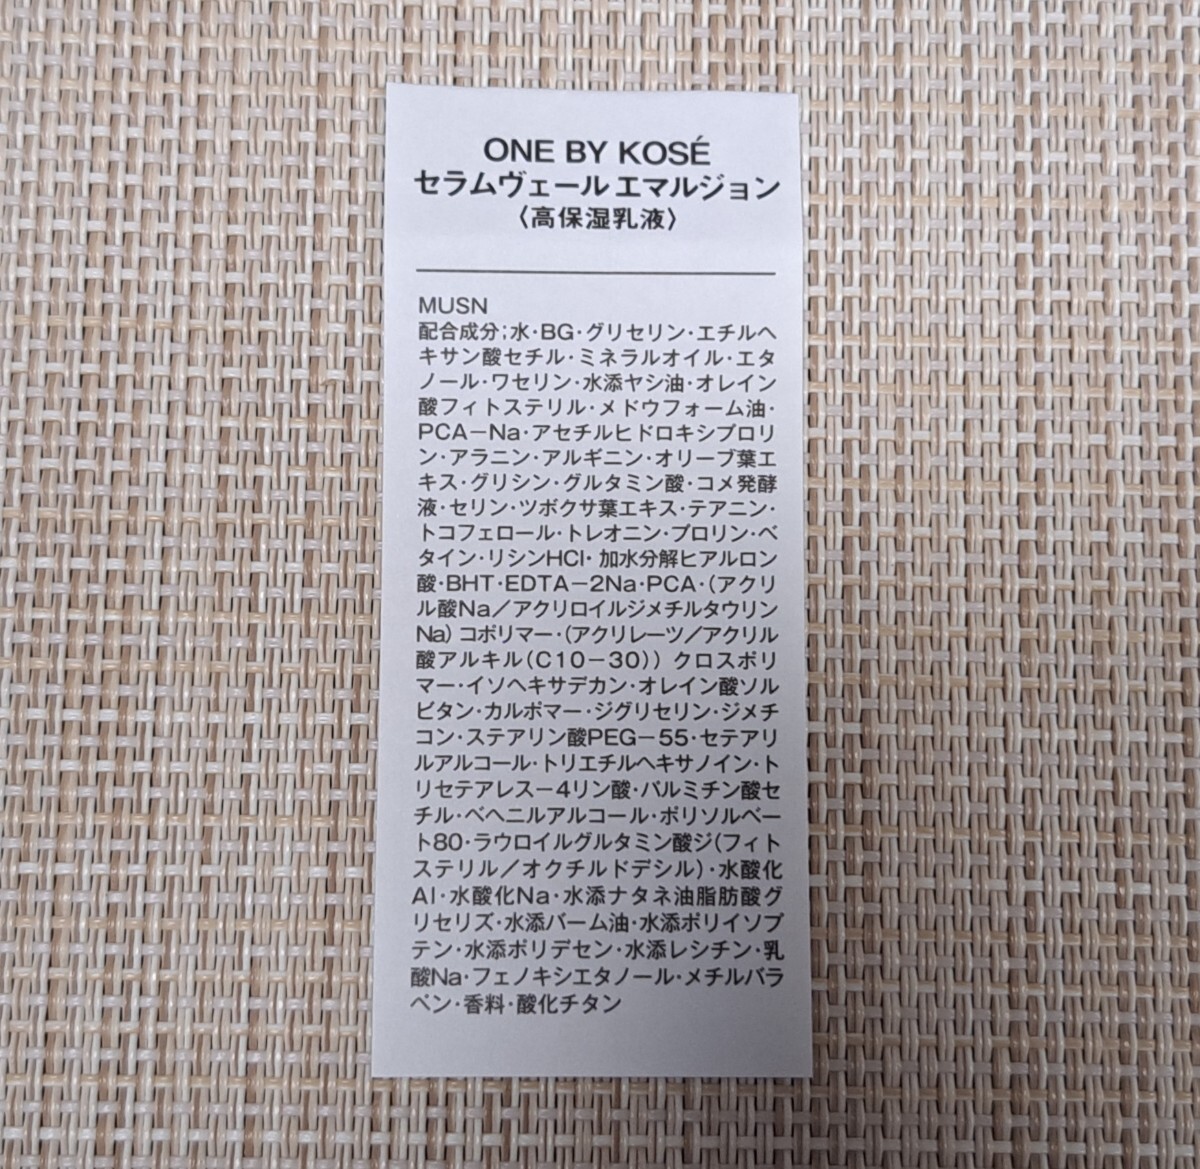 ONE BY KOSÉ
セラムヴェール エマルジョン
〈高保湿乳液〉
MUSN
配合成分;水・BG・グリセリン・エチルヘ
キサン酸セチル・ミネラルオイル・エタ
ノール・ワセリン・水添ヤシ油・オレイン
酸フィトステリル・メドウフォーム油・
PCA-Na・アセチルヒドロキシプロリ
ン・アラニン・アルギニン・オリーブ葉エ
キス・グリシン・グルタミン酸・コメ発酵
液・セリン・ツボクサ葉エキス・テアニン・
トコフェロール・トレオニン・プロリン・ベ
タイン・リシンHCl・加水分解ヒアルロン
酸・BHT・EDTA-2Na・PCA・(アクリ
ル酸Na/アクリロイルジメチルタウリン
Na)コポリマー・(アクリレーツ/アクリル
酸アルキル(C10-30))クロスポリ
マー・イソヘキサデカン・オレイン酸ソル
ビタン・カルボマー・ジグリセリン・ジメチ
コン・ステアリン酸PEG-55・セテアリ
ルアルコール・トリエチルヘキサノイン・ト
リセテアレス-4リン酸・パルミチン酸セ
チル・ベヘニルアルコール・ポリソルベー
ト80・ラウロイルグルタミン酸ジ(フィト
ステリル/オクチルドデシル)・水酸化
Al・水酸化Na・水添ナタネ油脂肪酸グ
リセリズ・水添パーム油・水添ポリイソブ
テン・水添ポリデセン・水添レシチン・乳
酸Na・フェノキシエタノール・メチルパラ
ベン・香料・酸化チタン